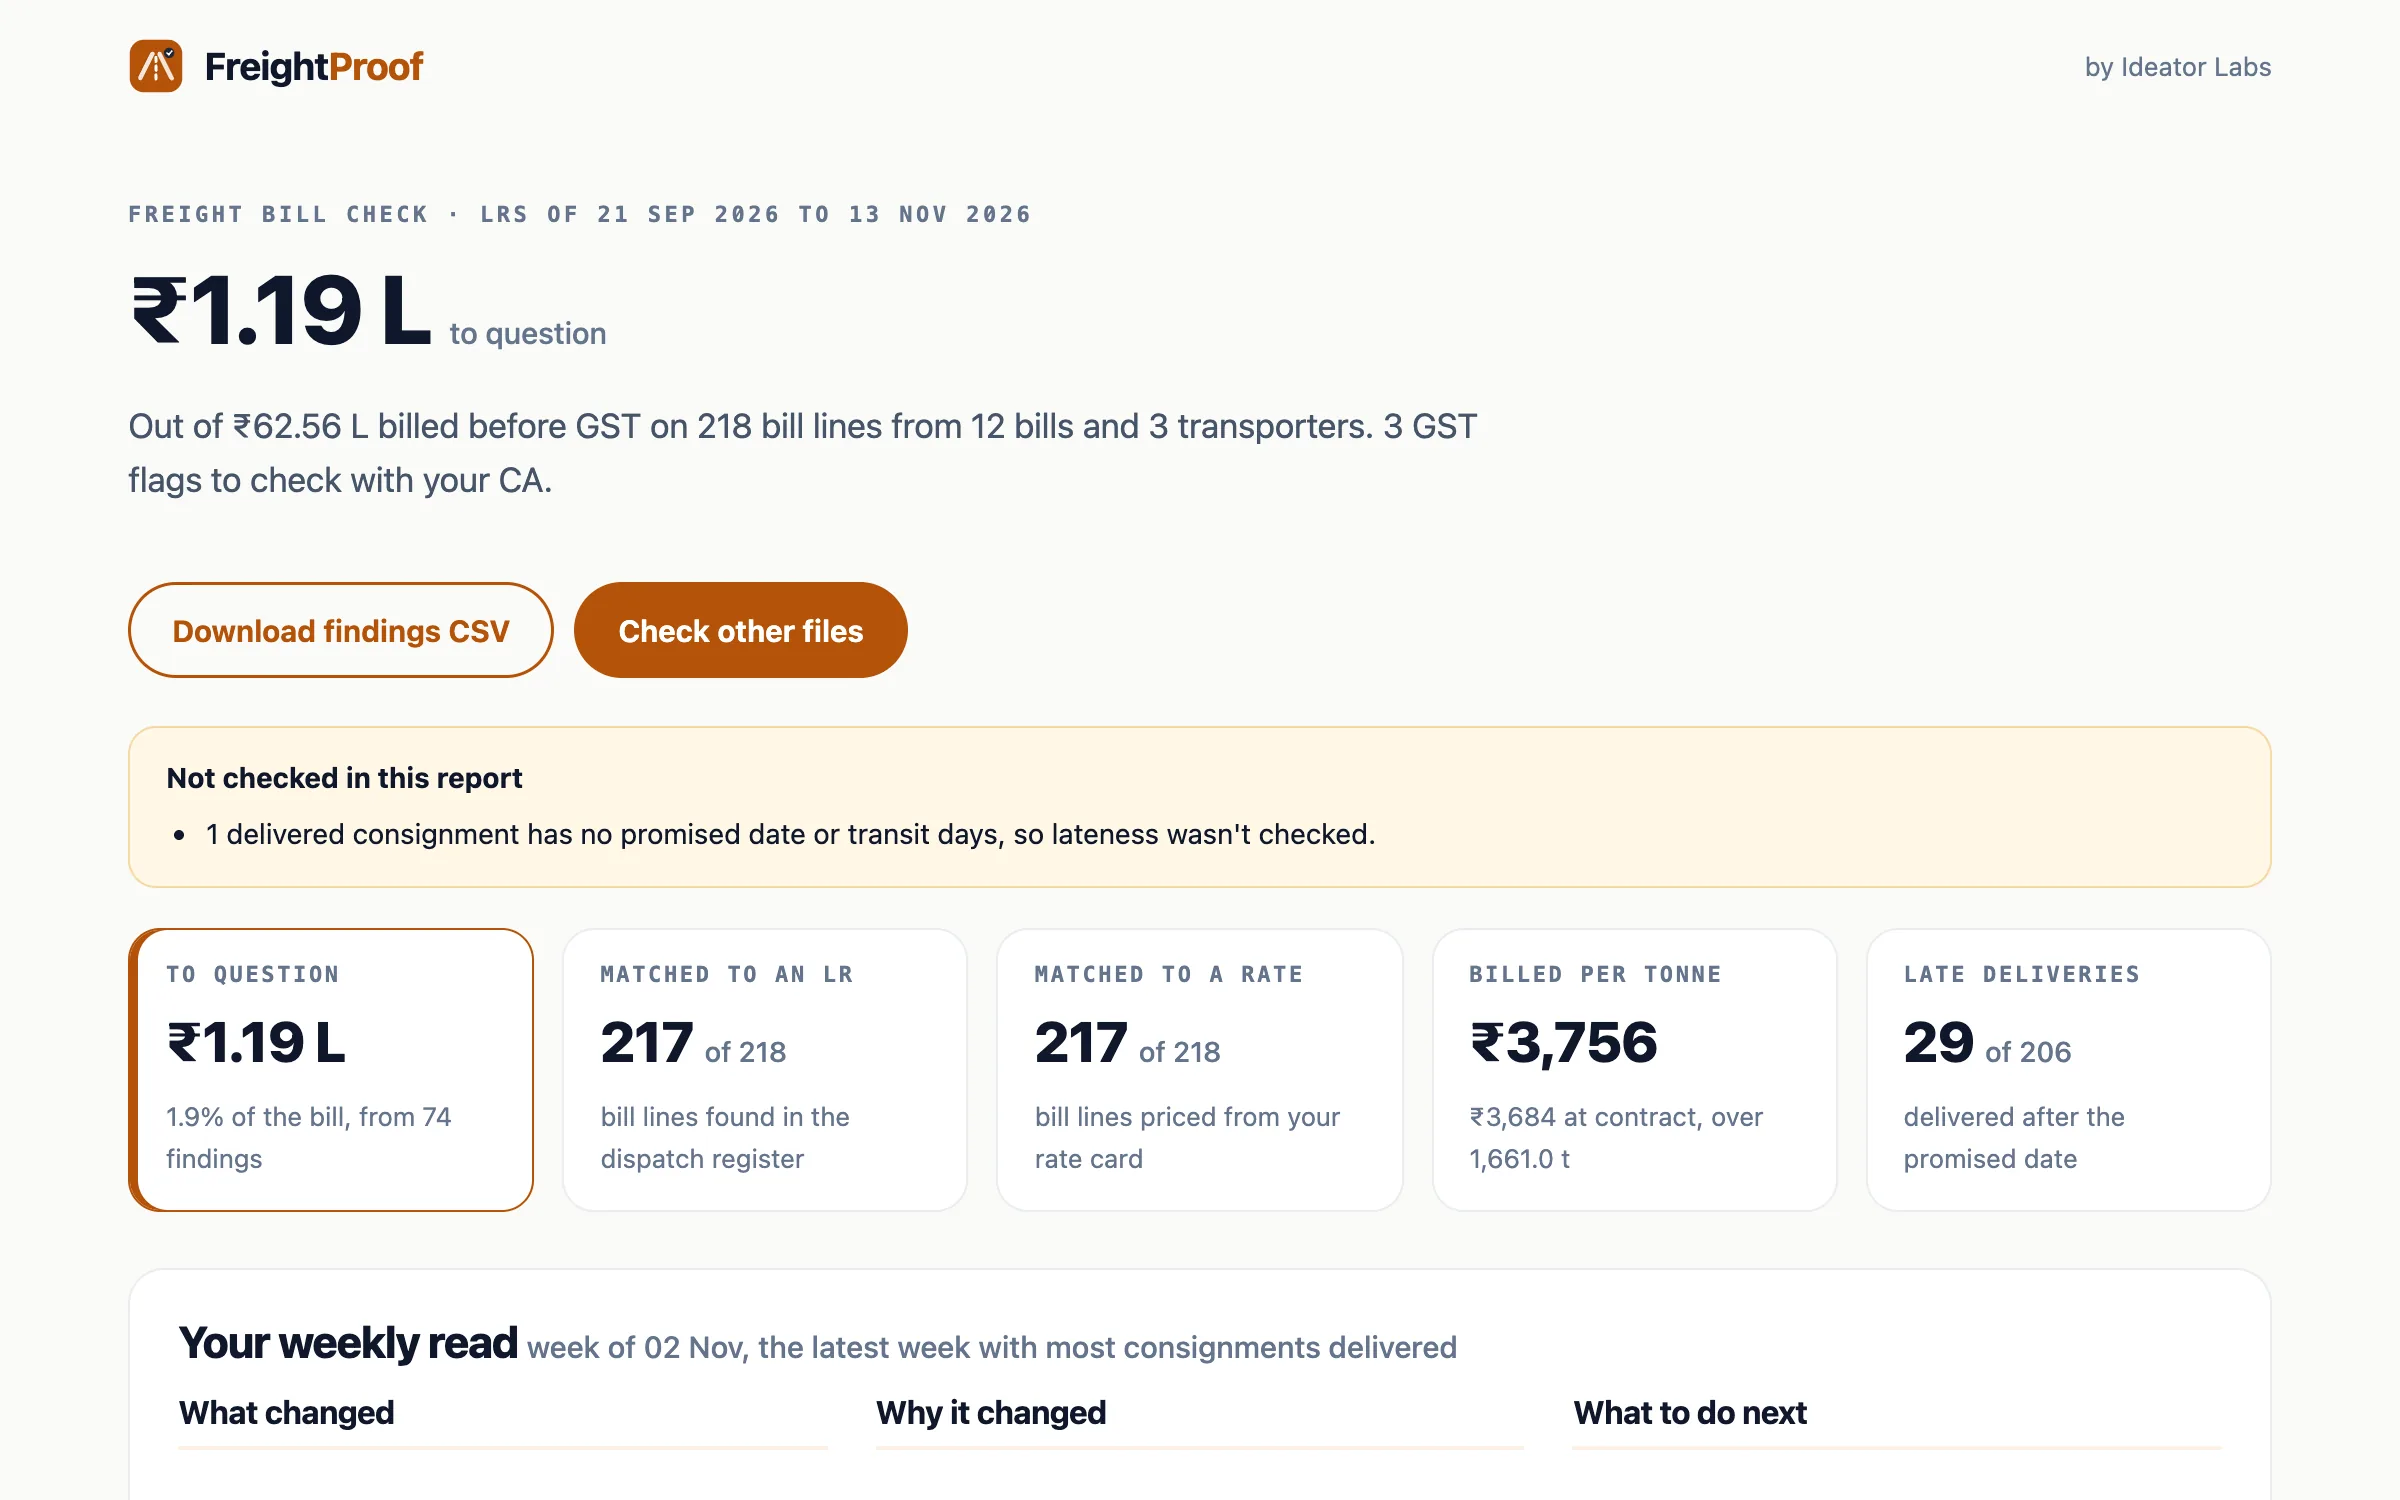 FreightProof
by Ideator Labs
FREIGHT BILL CHECK · LRS OF 21 SEP 2026 TO 13 NOV 2026
₹1.19 L to question
Out of ₹62.56 L billed before GST on 218 bill lines from 12 bills and 3 transporters. 3 GST
flags to check with your CA.
Download findings CSV
Check other files
Not checked in this report
• 1 delivered consignment has no promised date or transit days, so lateness wasn't checked.
TO QUESTION
₹1.19 L
1.9% of the bill, from 74
findings
MATCHED TO AN LR
217 of 218
bill lines found in the
dispatch register
MATCHED TO A RATE
217 of 218
bill lines priced from your
rate card
BILLED PER TONNE
₹3,756
₹3,684 at contract, over
1,661.0 t
LATE DELIVERIES
29 of 206
delivered after the
promised date
Your weekly read week of 02 Nov, the latest week with most consignments delivered
What changed
Why it changed
What to do next